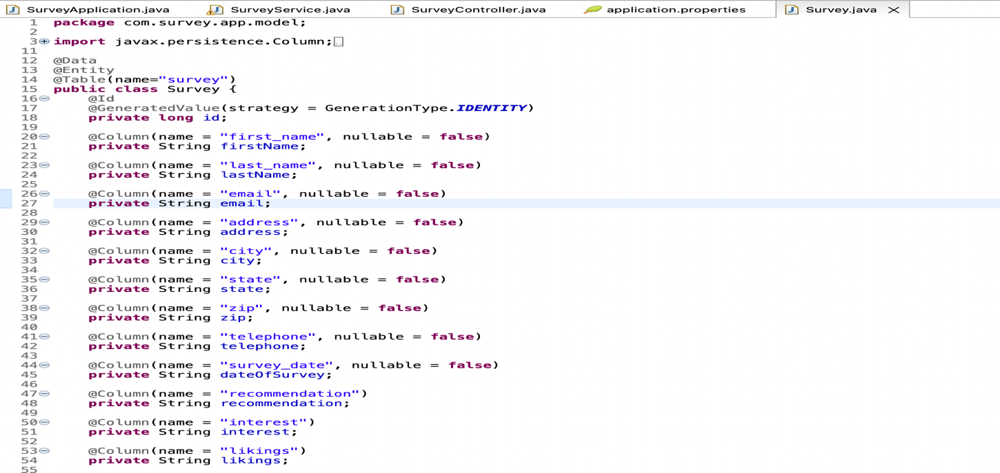 SurveyApplication.java SurveyService.java SurveyController.java application.properties Survey.java
1 package com.survey.app.model;
2
3 import javax.persistence.Column;
11
12 @Data
13 @Entity
14 @Table(name="survey")
15 public class Survey {
16 @Id
17 @GeneratedValue(strategy = GenerationType.IDENTITY)
18 private long id;
19
20 @Column(name = "first_name", nullable = false)
21 private String firstName;
22
23 @Column(name = "last_name", nullable = false)
24 private String lastName;
25
26 @Column(name = "email", nullable = false)
27 private String email;
28
29 @Column(name = "address", nullable = false)
30 private String address;
31
32 @Column(name = "city", nullable = false)
33 private String city;
34
35 @Column(name = "state", nullable = false)
36 private String state;
37
38 @Column(name = "zip", nullable = false)
39 private String zip;
40
41 @Column(name = "telephone", nullable = false)
42 private String telephone;
43
44 @Column(name = "survey_date", nullable = false)
45 private String dateOfSurvey;
46
47 @Column(name = "recommendation")
48 private String recommendation;
49
50 @Column(name = "interest")
51 private String interest;
52
53 @Column(name = "likings")
54 private String likings;
55